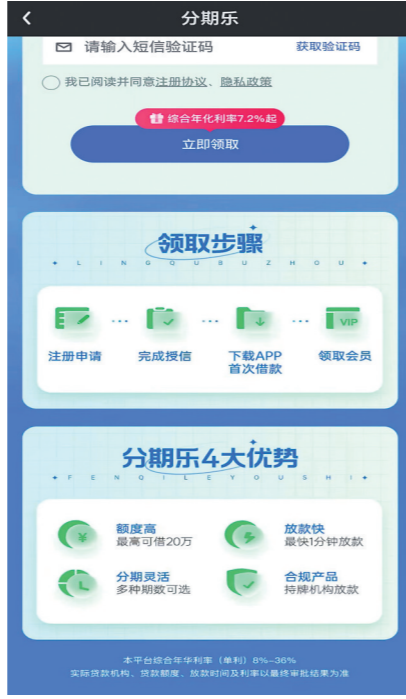 分期乐
请输入短信验证码 获取验证码
我已阅读并同意注册协议、隐私政策
综合年化利率7.2%起
立即领取
领取步骤
LINGQUBUZHOU
VIP
注册申请 完成授信 下载APP 领取会员
首次借款
分期乐4大优势
FENQILEYOUSHI
¥
额度高 放款快
最高可借20万 最快1分钟放款
分期灵活 合规产品
多种期数可选 持牌机构放款
本平台综合年华利率（单利）8%–36%
实际贷款机构、贷款额度、放款时间及利率以最终审批结果为准